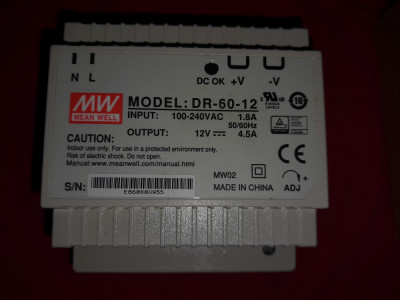 N L DC OK +V -V
MW
MEAN WELL
MODEL: DR-60-12
INPUT: 100-240VAC 1.8A
50/60Hz
OUTPUT: 12V 4.5A
CAUTION:
Indoor use only. For use in a protected environment only.
Risk of electric shock. Do not open.
Manual:www.meanwell.com/manual.html
MW02
S/N: EB68K80955
MADE IN CHINA ADJ. +